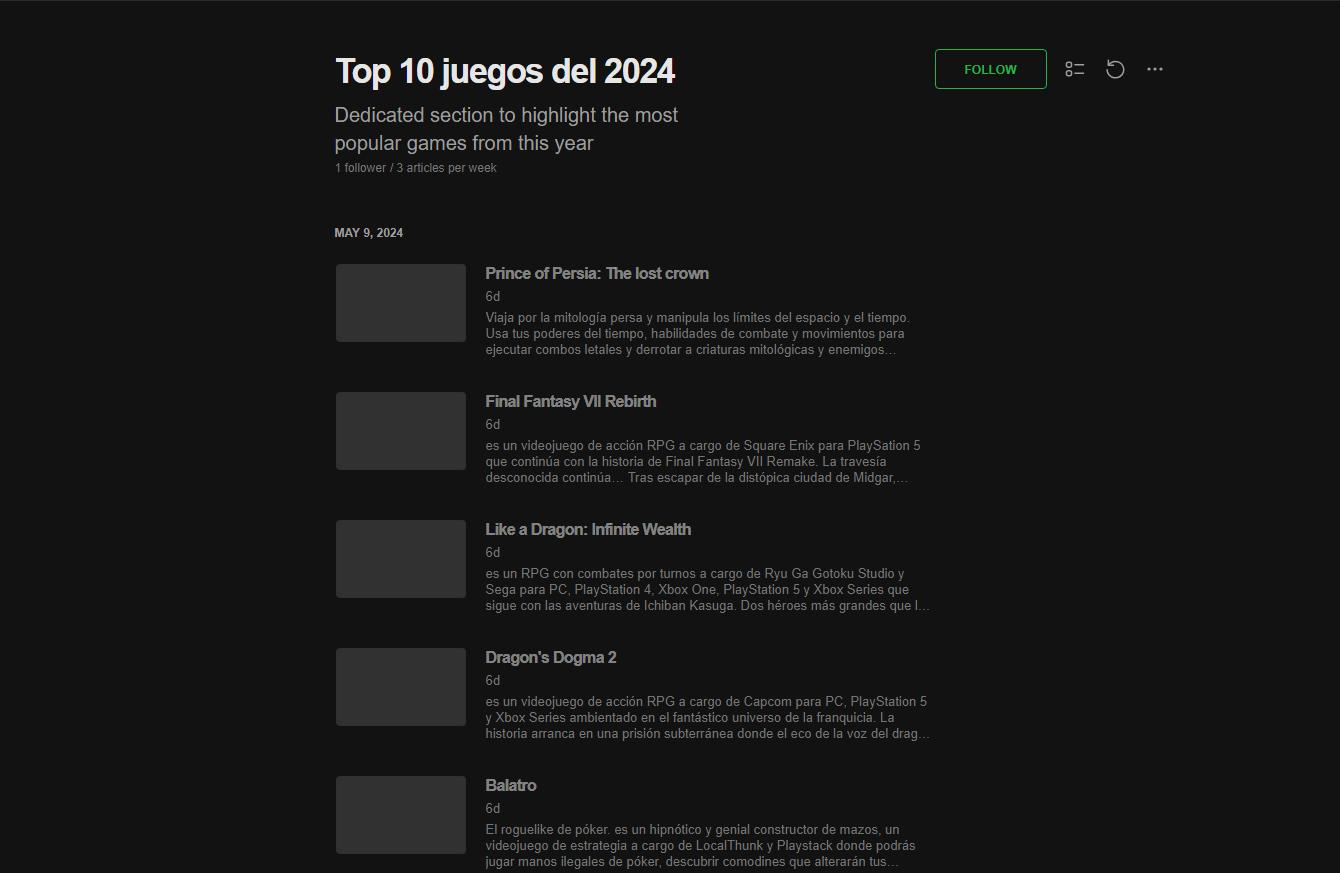 Top 10 juegos del 2024
FOLLOW
Dedicated section to highlight the most
popular games from this year
1 follower / 3 articles per week
MAY 9, 2024
Prince of Persia: The lost crown
6d
Viaja por la mitología persa y manipula los límites del espacio y el tiempo.
Usa tus poderes del tiempo, habilidades de combate y movimientos para
ejecutar combos letales y derrotar a criaturas mitológicas y enemigos…
Final Fantasy VII Rebirth
6d
es un videojuego de acción RPG a cargo de Square Enix para PlaySation 5
que continúa con la historia de Final Fantasy VII Remake. La travesía
desconocida continúa… Tras escapar de la distópica ciudad de Midgar,…
Like a Dragon: Infinite Wealth
6d
es un RPG con combates por turnos a cargo de Ryu Ga Gotoku Studio y
Sega para PC, PlayStation 4, Xbox One, PlayStation 5 y Xbox Series que
sigue con las aventuras de Ichiban Kasuga. Dos héroes más grandes que l…
Dragon's Dogma 2
6d
es un videojuego de acción RPG a cargo de Capcom para PC, PlayStation 5
y Xbox Series ambientado en el fantástico universo de la franquicia. La
historia arranca en una prisión subterránea donde el eco de la voz del drag…
Balatro
6d
El roguelike de póker. es un hipnótico y genial constructor de mazos, un
videojuego de estrategia a cargo de LocalThunk y Playstack donde podrás
jugar manos ilegales de póker, descubrir comodines que alterarán tus…